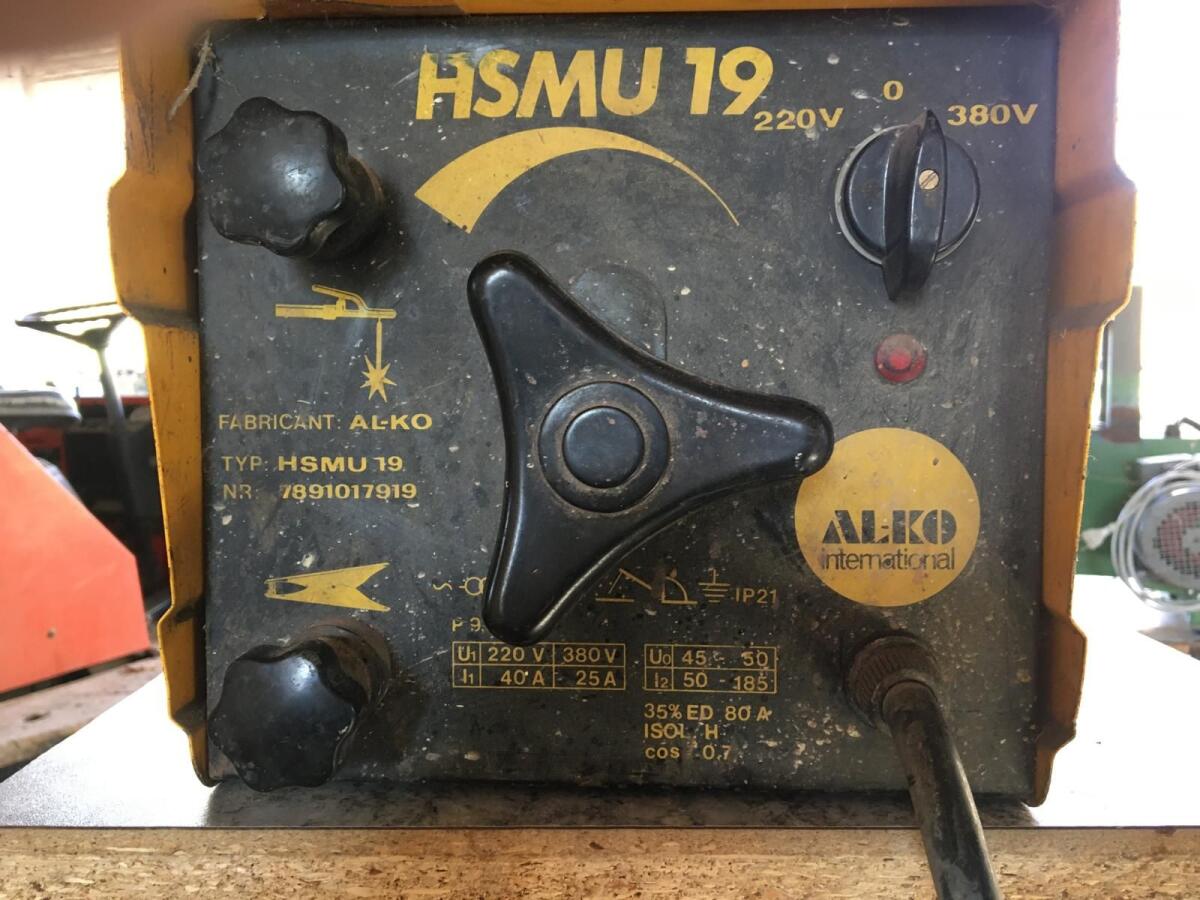 HSMU 19
220V 0 380V
FABRICANT: AL-KO
TYP: HSMU 19
NR: 7891017919
AL-KO
international
IP21
P 9
U1 220 V 380 V
I1 40 A - 25 A
U0 45 - 50
I2 50 - 185
35% ED 80 A
ISOL H
cos 0,7